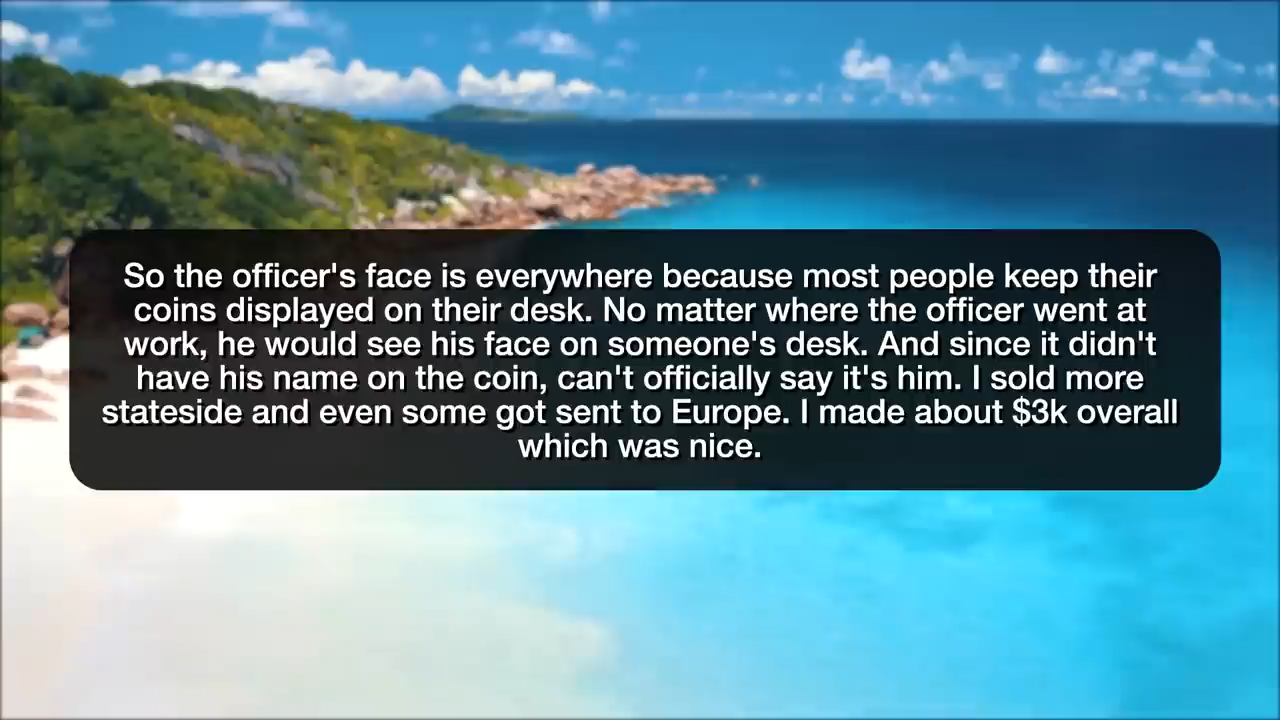 So the officer's face is everywhere because most people keep their
coins displayed on their desk. No matter where the officer went at
work, he would see his face on someone's desk. And since it didn't
have his name on the coin, can't officially say it's him. I sold more
stateside and even some got sent to Europe. I made about $3k overall
which was nice.